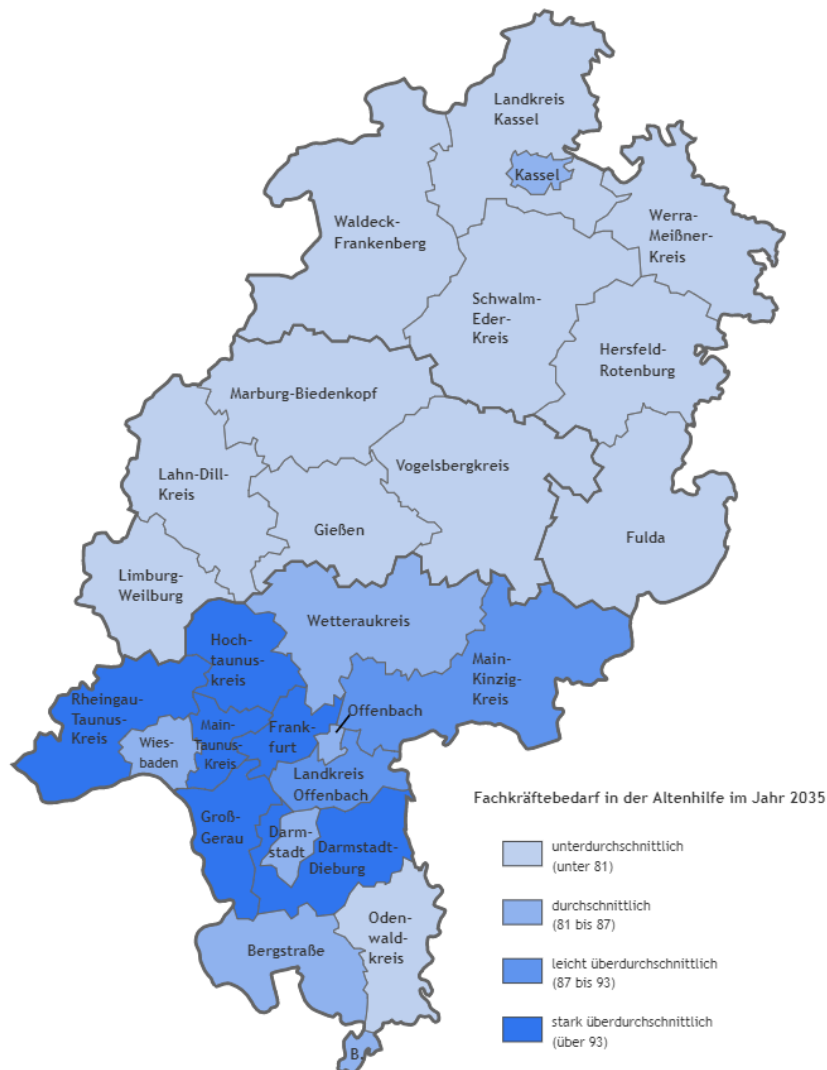 Landkreis
Kassel
Kassel
Waldeck-
Frankenberg
Werra-
Meißner-
Kreis
Schwalm-
Eder-
Kreis
Hersfeld-
Rotenburg
Marburg-Biedenkopf
Lahn-Dill-
Kreis
Vogelsbergkreis
Gießen
Fulda
Limburg-
Weilburg
Wetteraukreis
Hoch-
taunus-
kreis
Main-
Kinzig-
Kreis
Rheingau-
Taunus-
Kreis
Wies-
baden
Main-
Taunus-
Kreis
Frank-
furt
Offenbach
Landkreis
Offenbach
Groß-
Gerau
Darm-
stadt
Darmstadt-
Dieburg
Bergstraße
Oden-
wald-
kreis
B.
Fachkräftebedarf in der Altenhilfe im Jahr 2035
unterdurchschnittlich
(unter 81)
durchschnittlich
(81 bis 87)
leicht überdurchschnittlich
(87 bis 93)
stark überdurchschnittlich
(über 93)